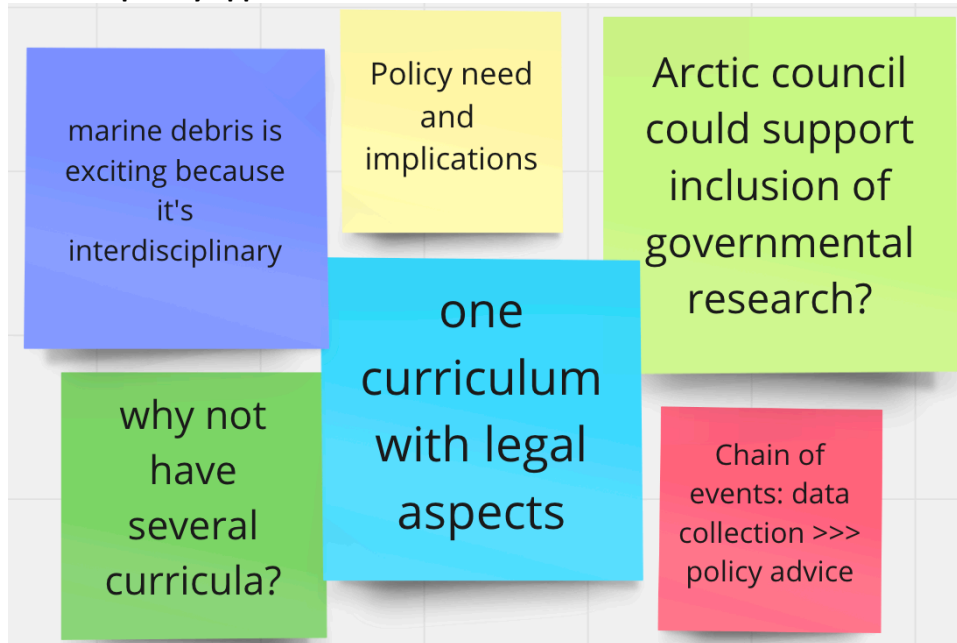 marine debris is
exciting because
it's
interdisciplinary
Policy need
and
implications
Arctic council
could support
inclusion of
governmental
research?
one
curriculum
with legal
aspects
why not
have
several
curricula?
Chain of
events: data
collection >>>
policy advice